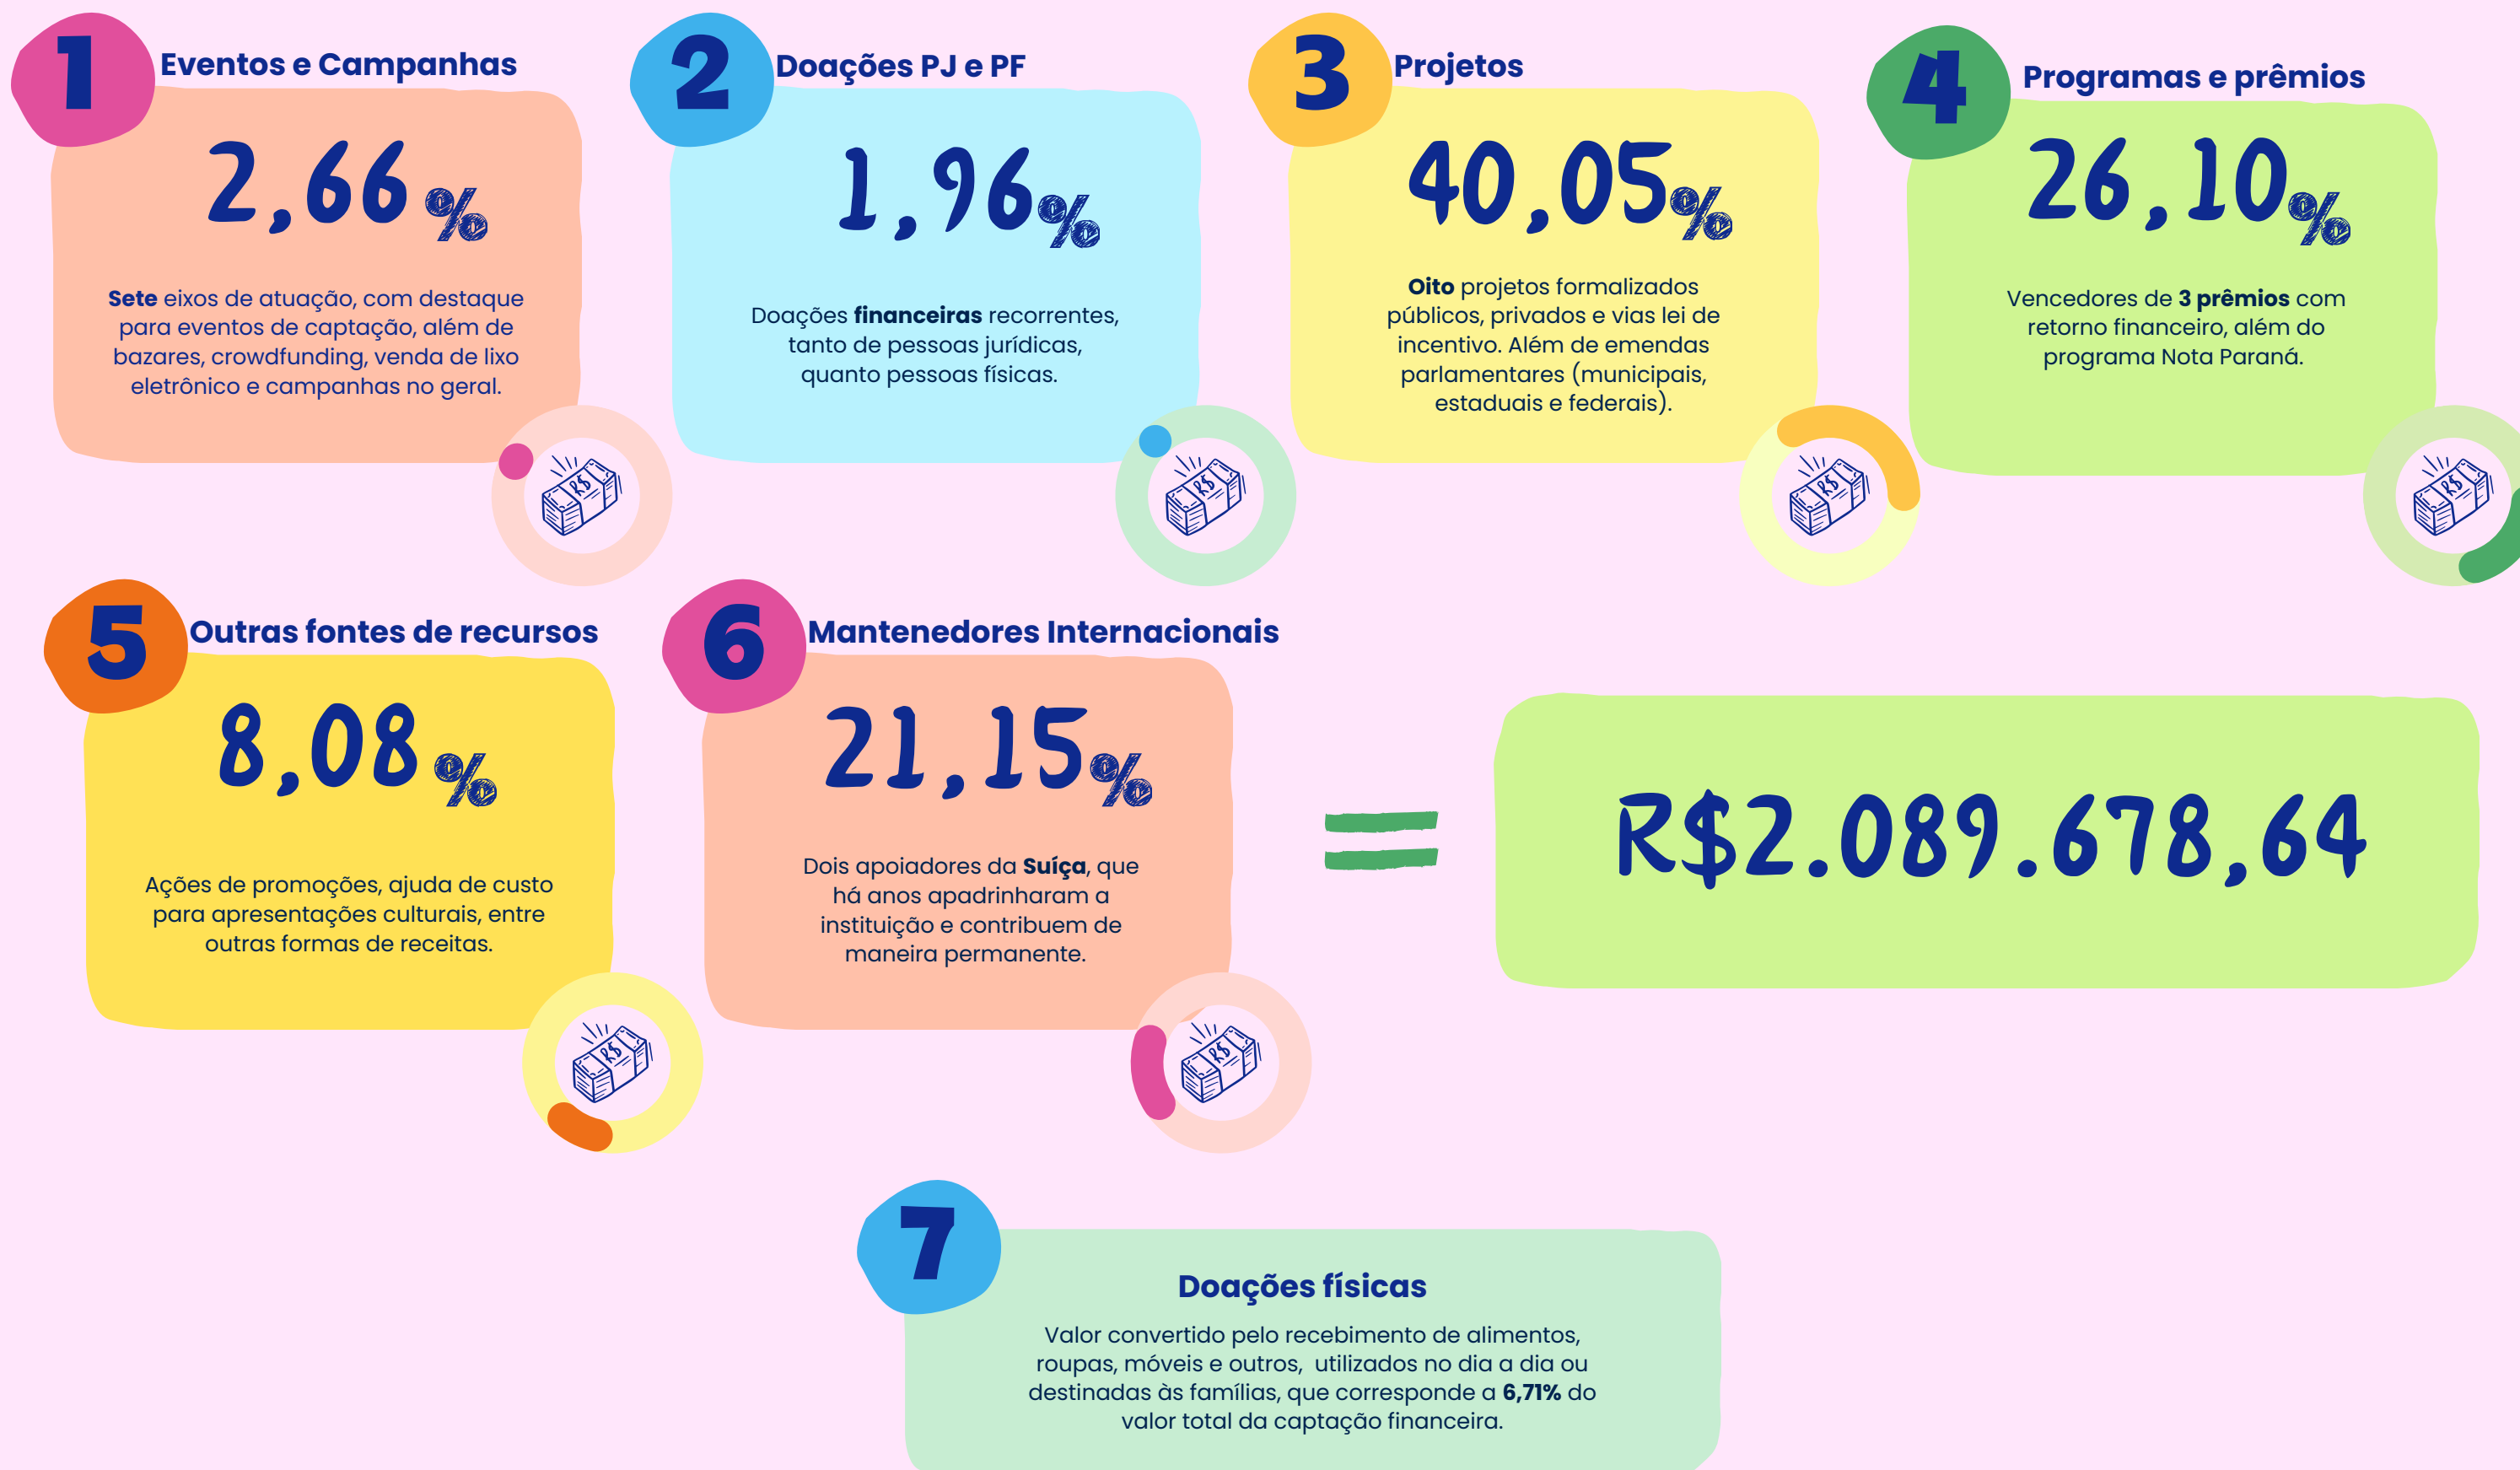 1
Eventos e Campanhas
2,66%
Sete eixos de atuação, com destaque
para eventos de captação, além de
bazares, crowdfunding, venda de lixo
eletrônico e campanhas no geral.
R$
2
Doações PJ e PF
1,96%
Doações financeiras recorrentes,
tanto de pessoas jurídicas,
quanto pessoas físicas.
R$
3
Projetos
40,05%
Oito projetos formalizados
públicos, privados e vias lei de
incentivo. Além de emendas
parlamentares (municipais,
estaduais e federais).
R$
4
Programas e prêmios
26,10%
Vencedores de 3 prêmios com
retorno financeiro, além do
programa Nota Paraná.
R$
5
Outras fontes de recursos
8,08%
Ações de promoções, ajuda de custo
para apresentações culturais, entre
outras formas de receitas.
R$
6
Mantenedores Internacionais
21,15%
Dois apoiadores da Suíça, que
há anos apadrinharam a
instituição e contribuem de
maneira permanente.
R$
=
R$2.089.678,64
7
Doações físicas
Valor convertido pelo recebimento de alimentos,
roupas, móveis e outros, utilizados no dia a dia ou
destinadas às famílias, que corresponde a 6,71% do
valor total da captação financeira.